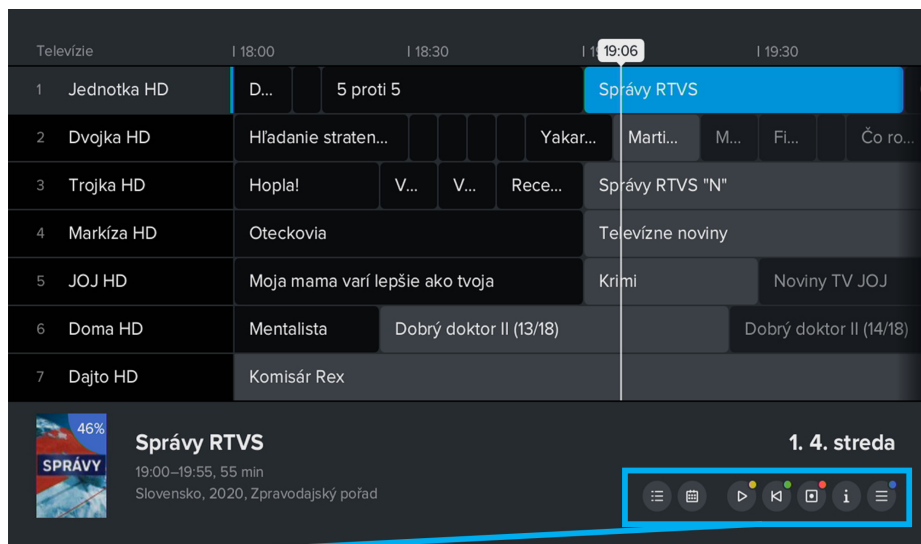 Televízie | 18:00 | 18:30 19:06 | 19:30
1 Jednotka HD D... 5 proti 5 Správy RTVS
2 Dvojka HD Hľadanie straten... Yakar... Marti... M... Fi... Čo ro...
3 Trojka HD Hopla! V... V... Rece... Správy RTVS "N"
4 Markíza HD Oteckovia Televízne noviny
5 JOJ HD Moja mama varí lepšie ako tvoja Krimi Noviny TV JOJ
6 Doma HD Mentalista Dobrý doktor II (13/18) Dobrý doktor II (14/18)
7 Dajto HD Komisár Rex
46%
SPRÁVY
Správy RTVS 1. 4. streda
19:00–19:55, 55 min
Slovensko, 2020, Zpravodajský pořad